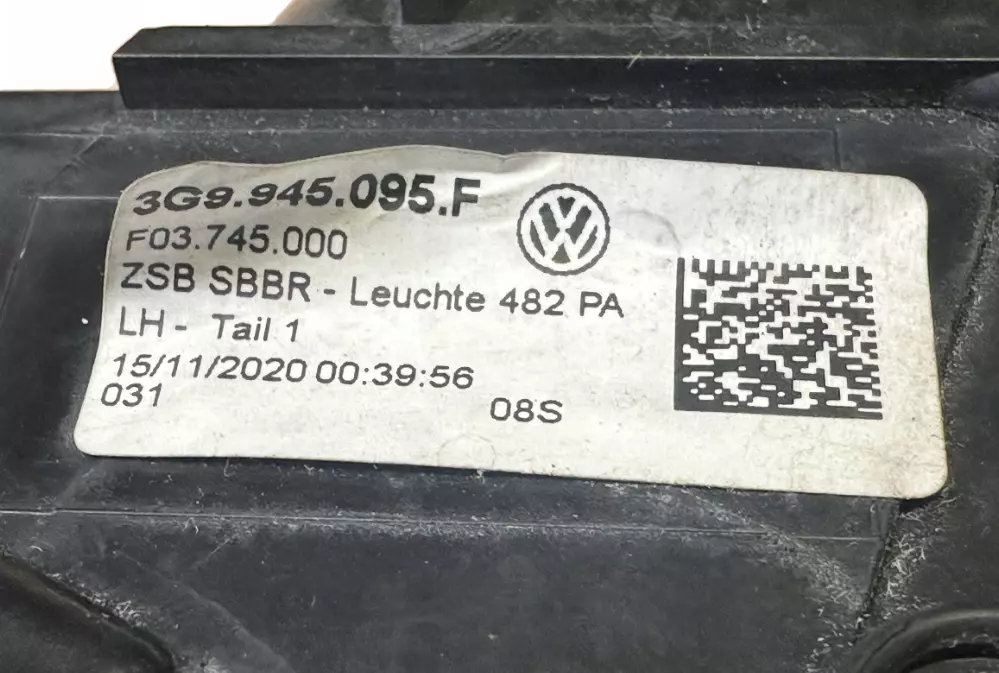 3G9.945.095.F
F03.745.000
ZSB SBBR - Leuchte 482 PA
LH - Tail 1
15/11/2020 00:39:56
031
08S